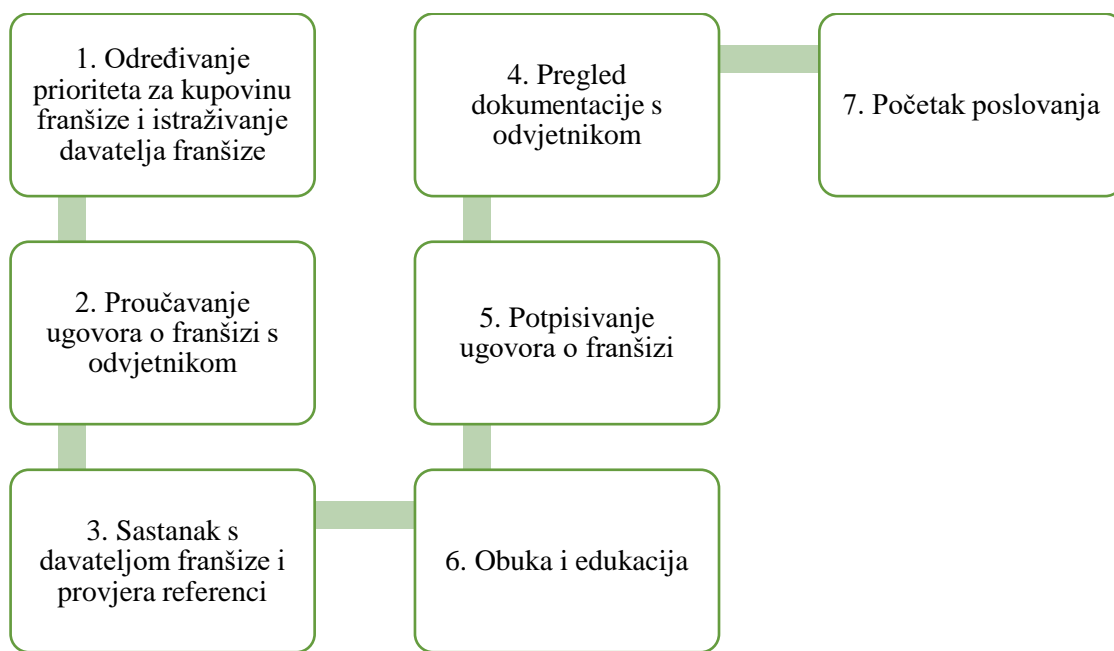 1. Određivanje
prioriteta za kupovinu
franšize i istraživanje
davatelja franšize
2. Proučavanje
ugovora o franšizi s
odvjetnikom
3. Sastanak s
davateljom franšize i
provjera referenci
4. Pregled
dokumentacije s
odvjetnikom
5. Potpisivanje
ugovora o franšizi
6. Obuka i edukacija
7. Početak poslovanja